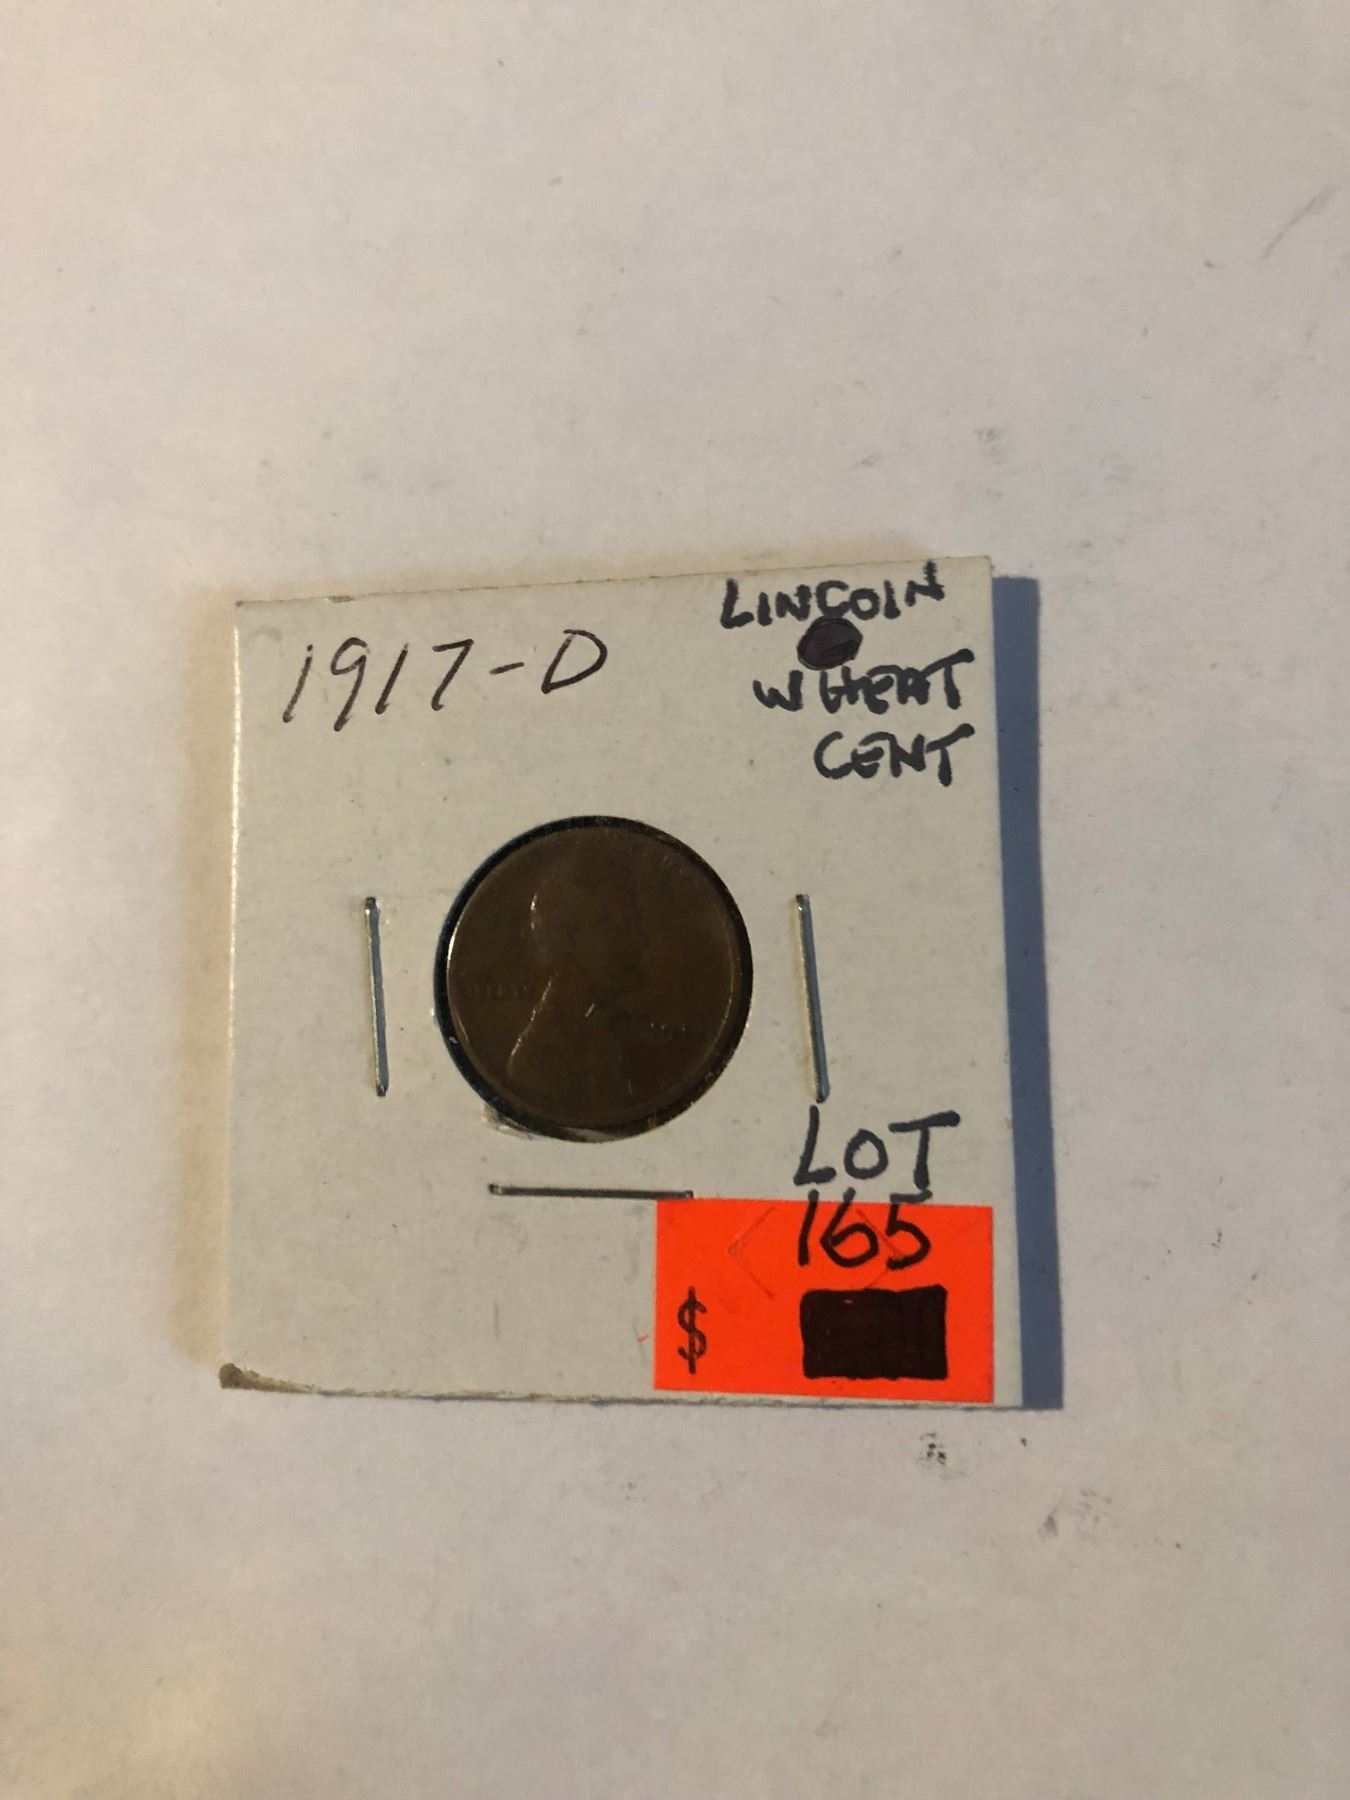 1917-D
LINCOLN
WHEAT
CENT
LOT
165
$